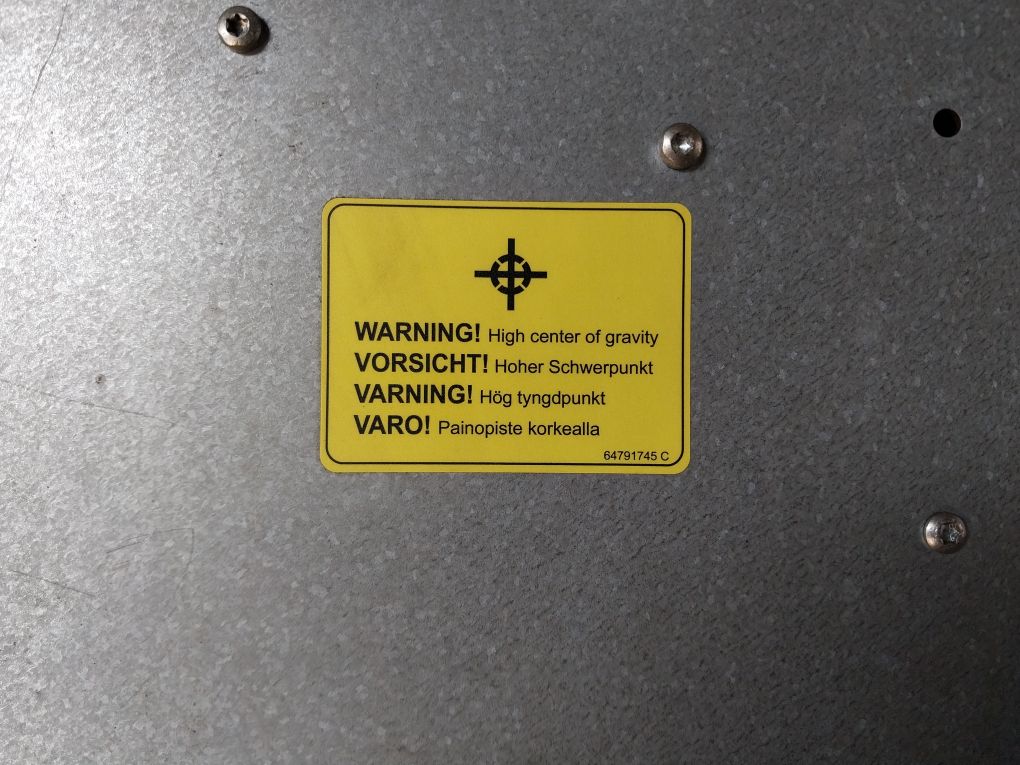 WARNING! High center of gravity
VORSICHT! Hoher Schwerpunkt
VARNING! Hög tyngdpunkt
VARO! Painopiste korkealla
64791745 C